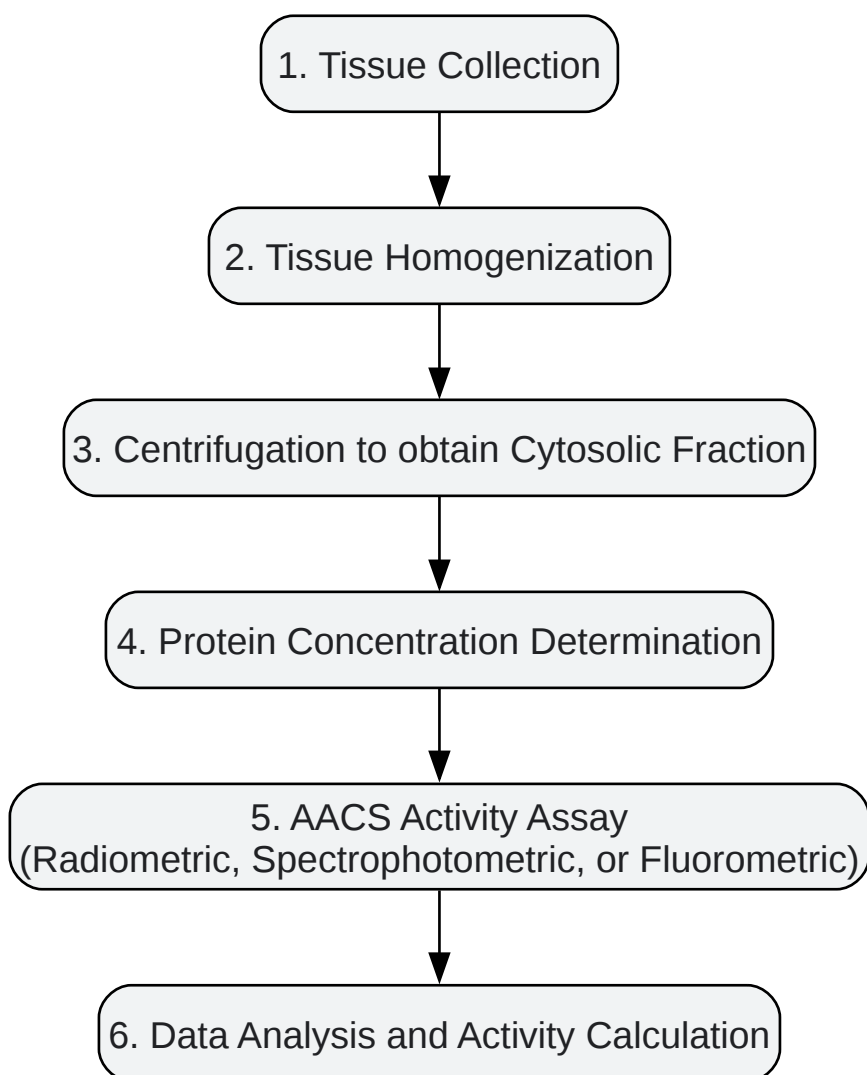 1. Tissue Collection
2. Tissue Homogenization
3. Centrifugation to obtain Cytosolic Fraction
4. Protein Concentration Determination
5. AACS Activity Assay
(Radiometric, Spectrophotometric, or Fluorometric)
6. Data Analysis and Activity Calculation